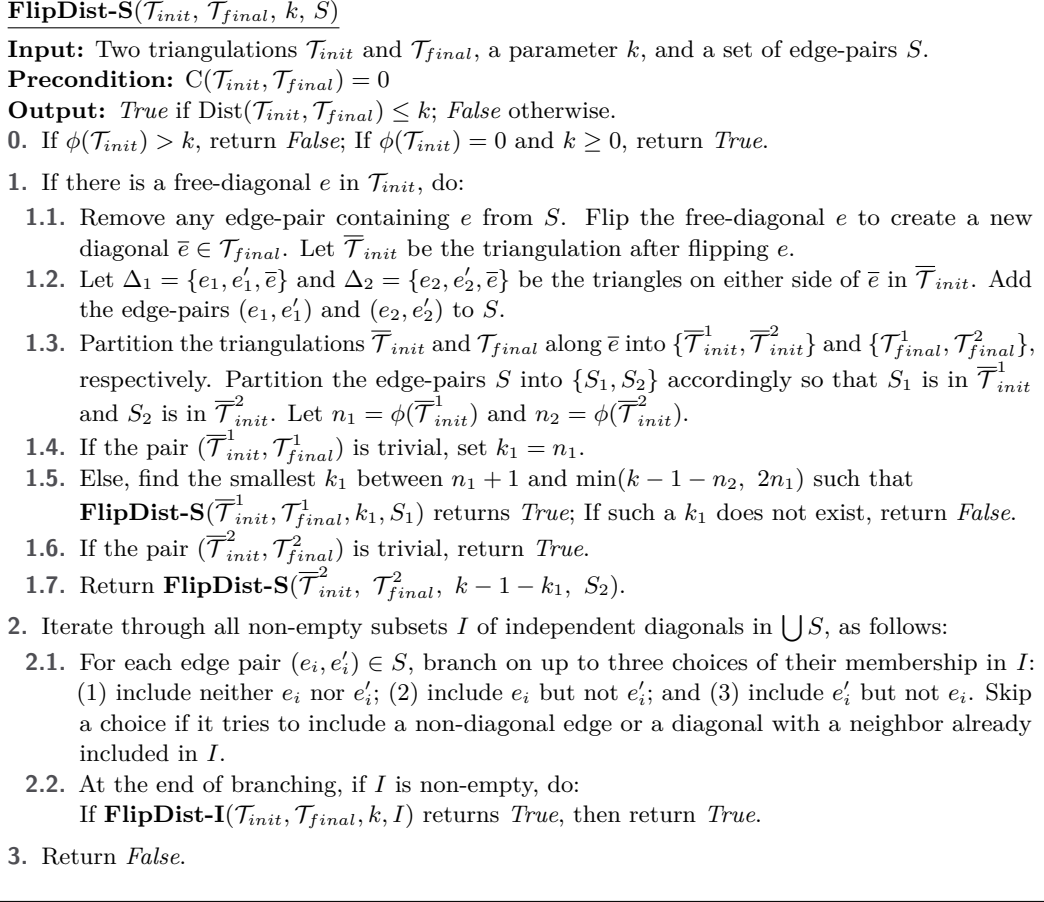 FlipDist-S(𝒯_init, 𝒯_final, k, S)
Input: Two triangulations 𝒯_init and 𝒯_final, a parameter k, and a set of edge-pairs S.
Precondition: C(𝒯_init, 𝒯_final) = 0
Output: True if Dist(𝒯_init, 𝒯_final) ≤ k; False otherwise.
0. If ϕ(𝒯_init) > k, return False; If ϕ(𝒯_init) = 0 and k ≥ 0, return True.
1. If there is a free-diagonal e in 𝒯_init, do:
1.1. Remove any edge-pair containing e from S. Flip the free-diagonal e to create a new
diagonal e̅ ∈ 𝒯_final. Let 𝒯̅_init be the triangulation after flipping e.
1.2. Let Δ₁ = {e₁, e′₁, e̅} and Δ₂ = {e₂, e′₂, e̅} be the triangles on either side of e̅ in 𝒯̅_init. Add
the edge-pairs (e₁, e′₁) and (e₂, e′₂) to S.
1.3. Partition the triangulations 𝒯̅_init and 𝒯_final along e̅ into {𝒯̅¹_init, 𝒯̅²_init} and {𝒯¹_final, 𝒯²_final},
respectively. Partition the edge-pairs S into {S₁, S₂} accordingly so that S₁ is in 𝒯̅¹_init
and S₂ is in 𝒯̅²_init. Let n₁ = ϕ(𝒯̅¹_init) and n₂ = ϕ(𝒯̅²_init).
1.4. If the pair (𝒯̅¹_init, 𝒯¹_final) is trivial, set k₁ = n₁.
1.5. Else, find the smallest k₁ between n₁ + 1 and min(k − 1 − n₂, 2n₁) such that
FlipDist-S(𝒯̅¹_init, 𝒯¹_final, k₁, S₁) returns True; If such a k₁ does not exist, return False.
1.6. If the pair (𝒯̅²_init, 𝒯²_final) is trivial, return True.
1.7. Return FlipDist-S(𝒯̅²_init, 𝒯²_final, k − 1 − k₁, S₂).
2. Iterate through all non-empty subsets I of independent diagonals in ⋃ S, as follows:
2.1. For each edge pair (eᵢ, e′ᵢ) ∈ S, branch on up to three choices of their membership in I:
(1) include neither eᵢ nor e′ᵢ; (2) include eᵢ but not e′ᵢ; and (3) include e′ᵢ but not eᵢ. Skip
a choice if it tries to include a non-diagonal edge or a diagonal with a neighbor already
included in I.
2.2. At the end of branching, if I is non-empty, do:
If FlipDist-I(𝒯_init, 𝒯_final, k, I) returns True, then return True.
3. Return False.